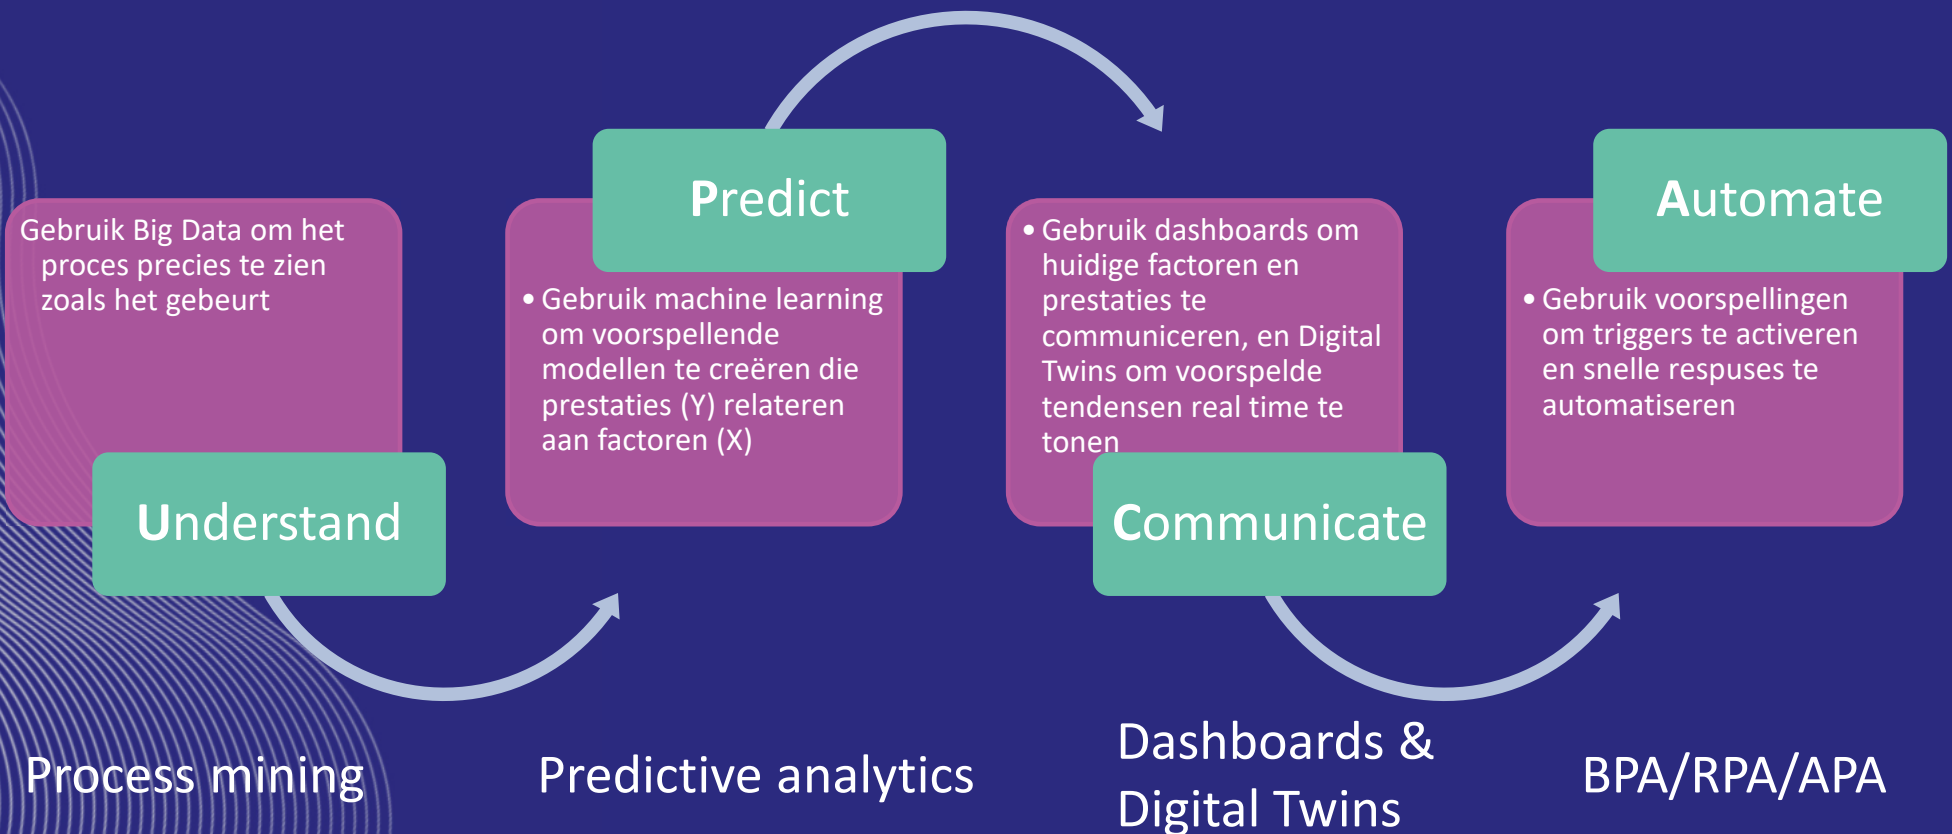 Gebruik Big Data om het
proces precies te zien
zoals het gebeurt
Understand
Predict
• Gebruik machine learning
om voorspellende
modellen te creëren die
prestaties (Y) relateren
aan factoren (X)
• Gebruik dashboards om
huidige factoren en
prestaties te
communiceren, en Digital
Twins om voorspelde
tendensen real time te
tonen
Communicate
Automate
• Gebruik voorspellingen
om triggers te activeren
en snelle respuses te
automatiseren
Process mining
Predictive analytics
Dashboards &
Digital Twins
BPA/RPA/APA